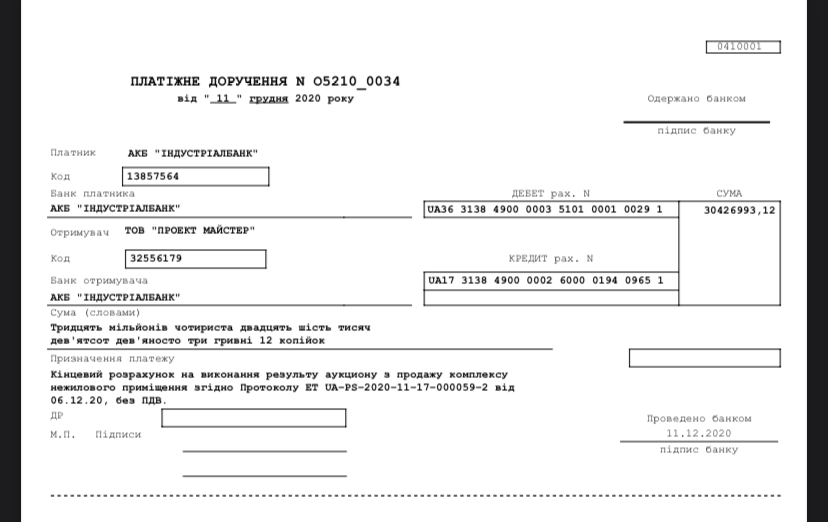 0410001
ПЛАТІЖНЕ ДОРУЧЕННЯ N O5210_0034
від " 11 " грудня 2020 року
Одержано банком
підпис банку
Платник АКБ "ІНДУСТРІАЛБАНК"
Код 13857564
Банк платника ДЕБЕТ рах. N СУМА
АКБ "ІНДУСТРІАЛБАНК" UA36 3138 4900 0003 5101 0001 0029 1 30426993,12
Отримувач ТОВ "ПРОЕКТ МАЙСТЕР"
Код 32556179 КРЕДИТ рах. N
Банк отримувача UA17 3138 4900 0002 6000 0194 0965 1
АКБ "ІНДУСТРІАЛБАНК"
Сума (словами)
Тридцять мільйонів чотириста двадцять шість тисяч
дев'ятсот дев'яносто три гривні 12 копійок
Призначення платежу
Кінцевий розрахунок на виконання результу аукциону з продажу комплексу
нежилового приміщення згідно Протоколу ЕТ UA-PS-2020-11-17-000059-2 від
06.12.20, без ПДВ.
ДР
Проведено банком
М.П. Підписи 11.12.2020
підпис банку